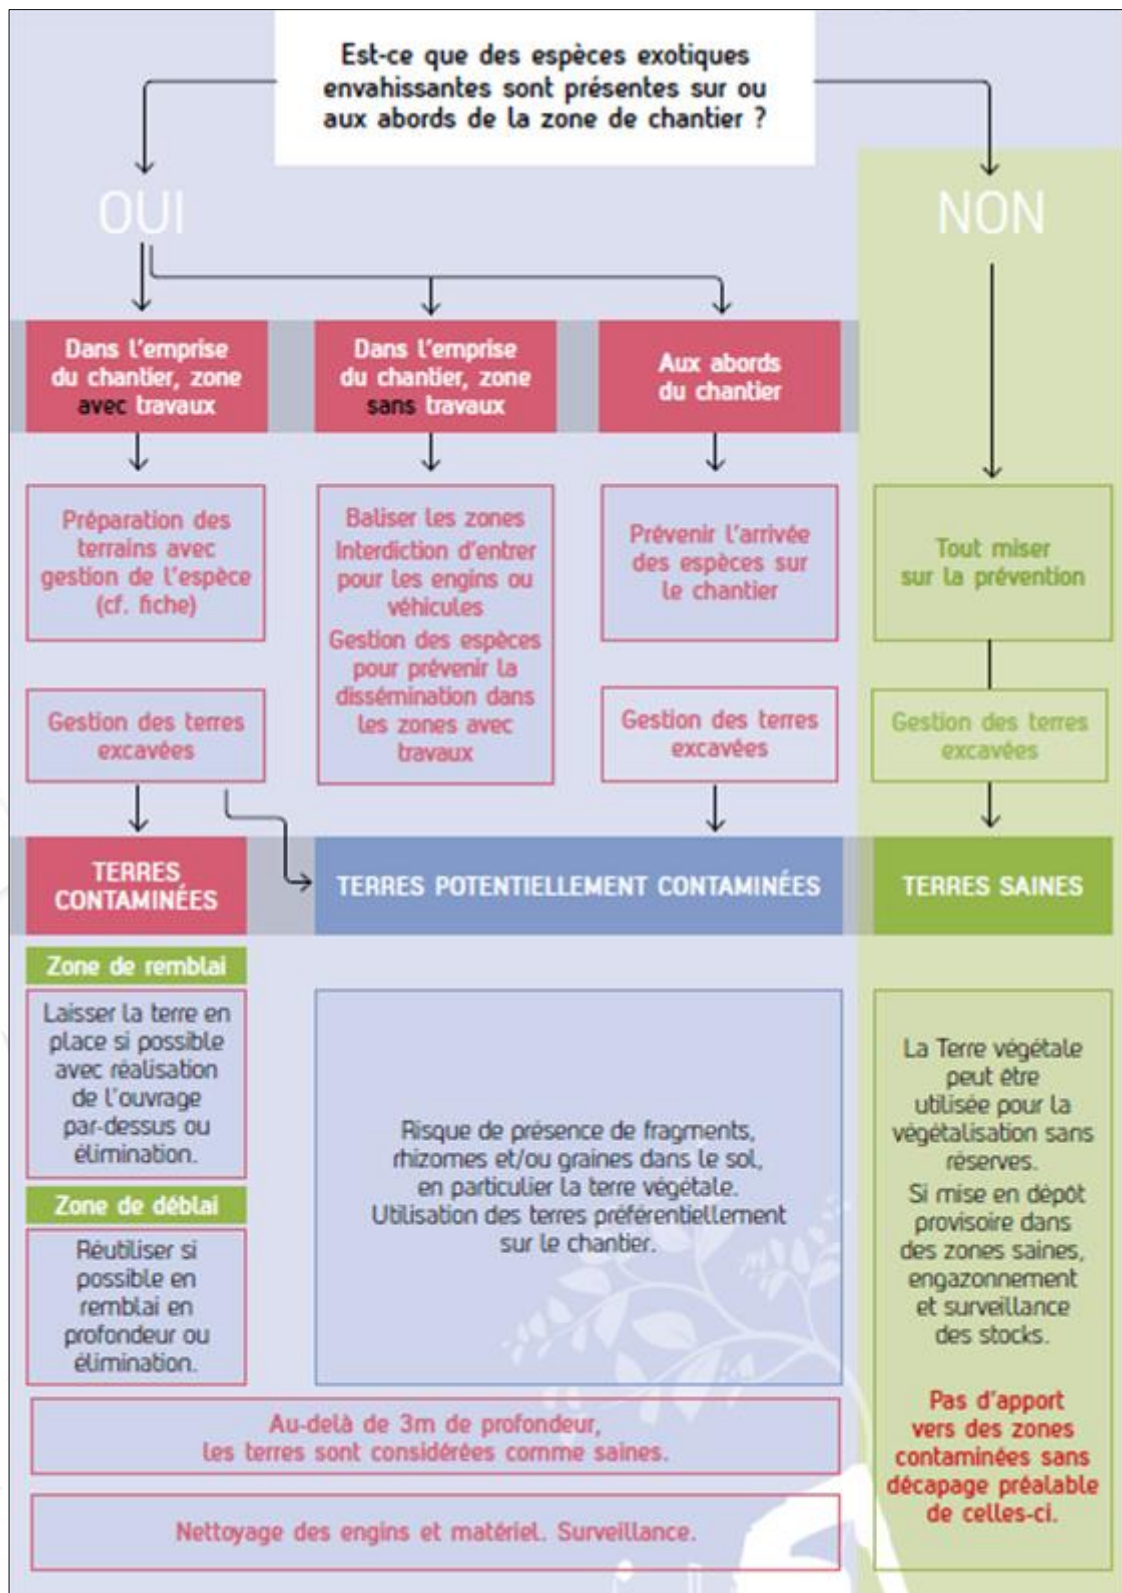 Est-ce que des espèces exotiques
envahissantes sont présentes sur ou
aux abords de la zone de chantier ?
OUI
NON
Dans l'emprise
du chantier, zone
avec travaux
Dans l'emprise
du chantier, zone
sans travaux
Aux abords
du chantier
Préparation des
terrains avec
gestion de l'espèce
(cf. fiche)
Baliser les zones
Interdiction d'entrer
pour les engins ou
véhicules
Gestion des espèces
pour prévenir la
dissémination dans
les zones avec
travaux
Prévenir l'arrivée
des espèces sur
le chantier
Tout miser
sur la prévention
Gestion des terres
excavées
Gestion des terres
excavées
Gestion des terres
excavées
TERRES
CONTAMINÉES
TERRES POTENTIELLEMENT CONTAMINÉES
TERRES SAINES
Zone de remblai
Laisser la terre en
place si possible
avec réalisation
de l'ouvrage
par-dessus ou
élimination.
Zone de déblai
Réutiliser si
possible en
remblai en
profondeur ou
élimination.
Risque de présence de fragments,
rhizomes et/ou graines dans le sol,
en particulier la terre végétale.
Utilisation des terres préférentiellement
sur le chantier.
La Terre végétale
peut être
utilisée pour la
végétalisation sans
réserves.
Si mise en dépôt
provisoire dans
des zones saines,
engazonnement
et surveillance
des stocks.
Pas d'apport
vers des zones
contaminées sans
décapage préalable
de celles-ci.
Au-delà de 3m de profondeur,
les terres sont considérées comme saines.
Nettoyage des engins et matériel. Surveillance.